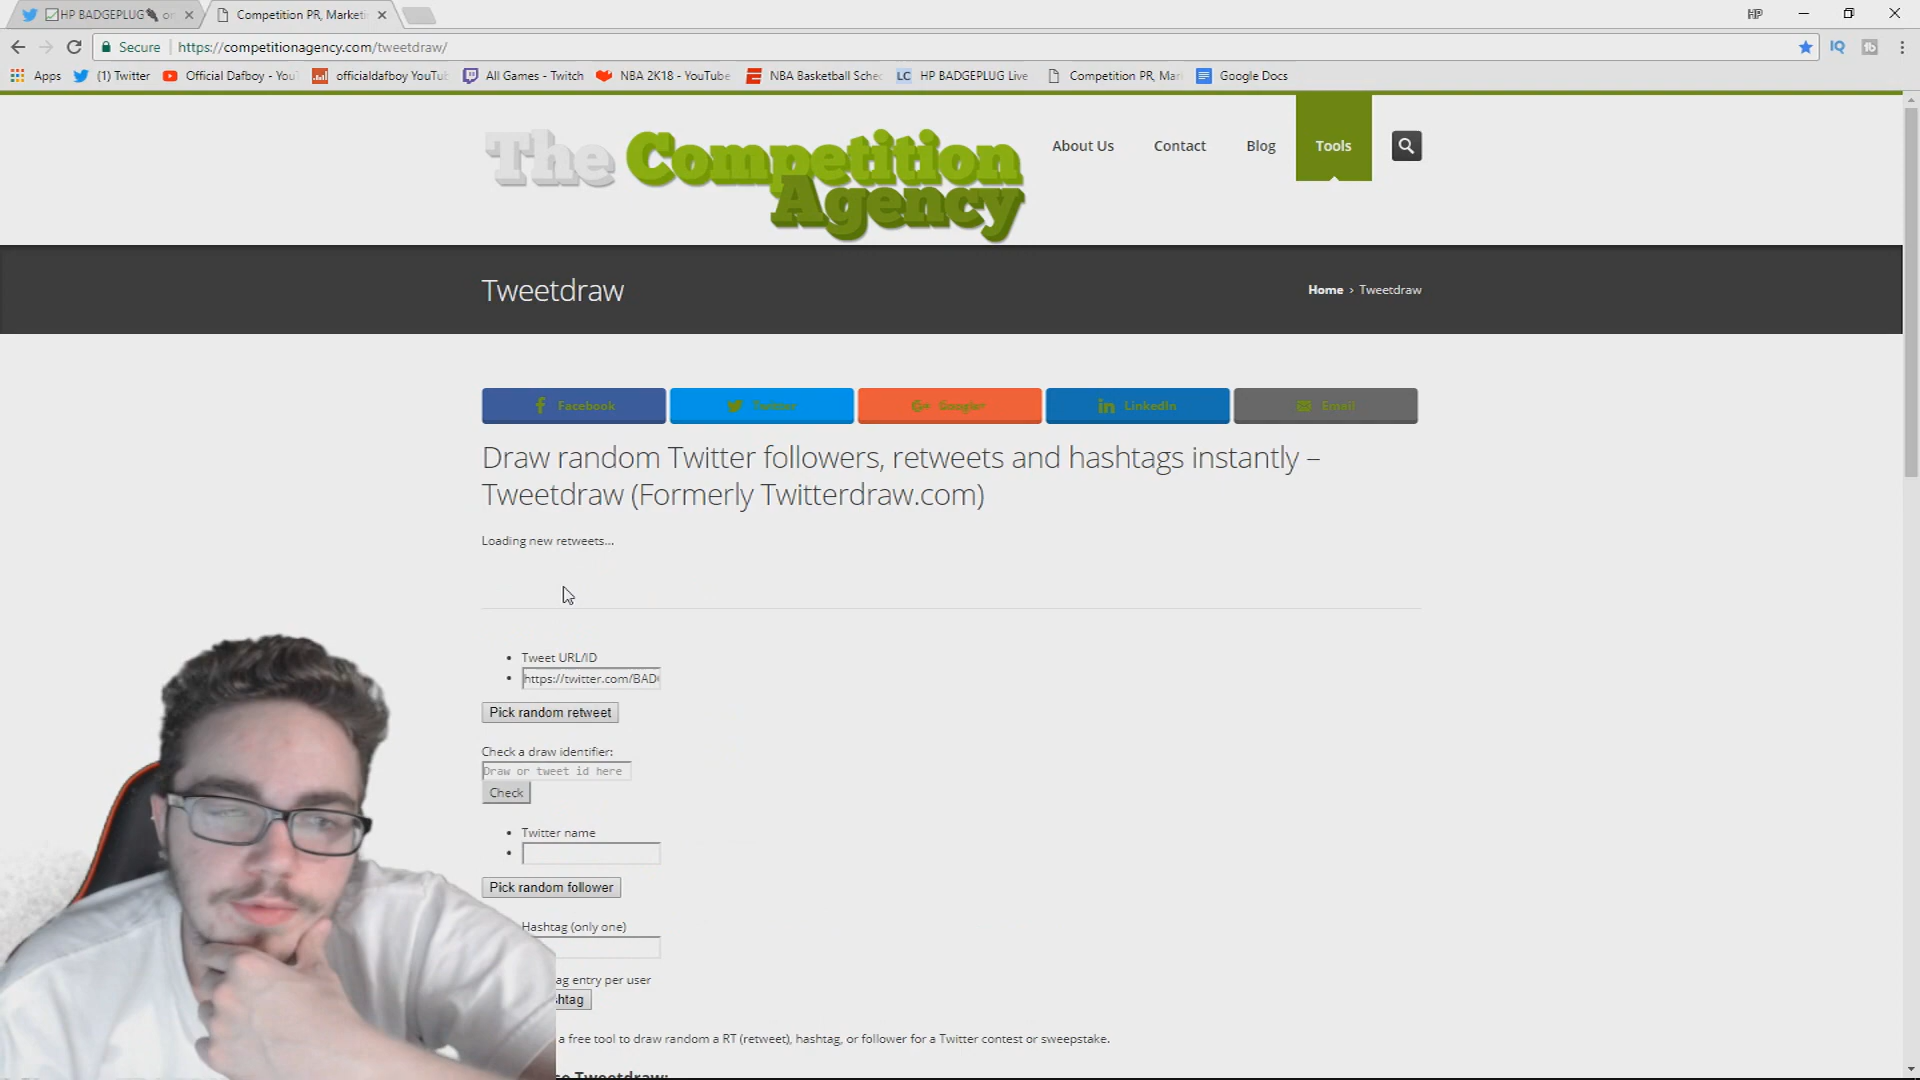 HP BADGEPLUG
Competition PR, Marketi
HP
Secure
https://competitionagency.com/tweetdraw/
Apps
(1) Twitter
Official Dafboy - You
officialdafboy YouTu
All Games - Twitch
NBA 2K18 - YouTube
NBA Basketball Sche
LC HP BADGEPLUG Live
Competition PR, Mar
Google Docs
The Competition
Agency
About Us
Contact
Blog
Tools
Tweetdraw
Home › Tweetdraw
Facebook
Twitter
G+ Google+
in LinkedIn
Email
Draw random Twitter followers, retweets and hashtags instantly –
Tweetdraw (Formerly Twitterdraw.com)
Loading new retweets...
Tweet URL/ID
https://twitter.com/BAD
Pick random retweet
Check a draw identifier:
Draw or tweet id here
Check
Twitter name
Pick random follower
Hashtag (only one)
ag entry per user
htag
a free tool to draw random a RT (retweet), hashtag, or follower for a Twitter contest or sweepstake.
Tweetdraw: